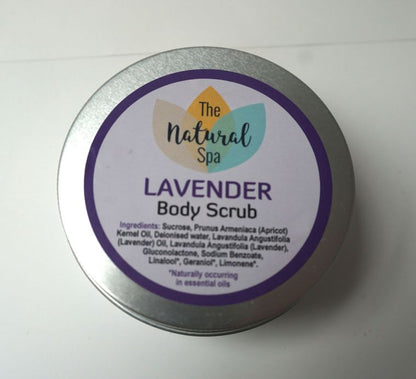 The
Natural
Spa
LAVENDER
Body Scrub
Ingredients: Sucrose, Prunus Armeniaca (Apricot)
Kernel Oil, Deionised water, Lavandula Angustifolia
(Lavender) Oil, Lavandula Angustifolia (Lavender),
Gluconolactone, Sodium Benzoate,
Linalool*, Geraniol*, Limonene*.
*Naturally occurring
in essential oils